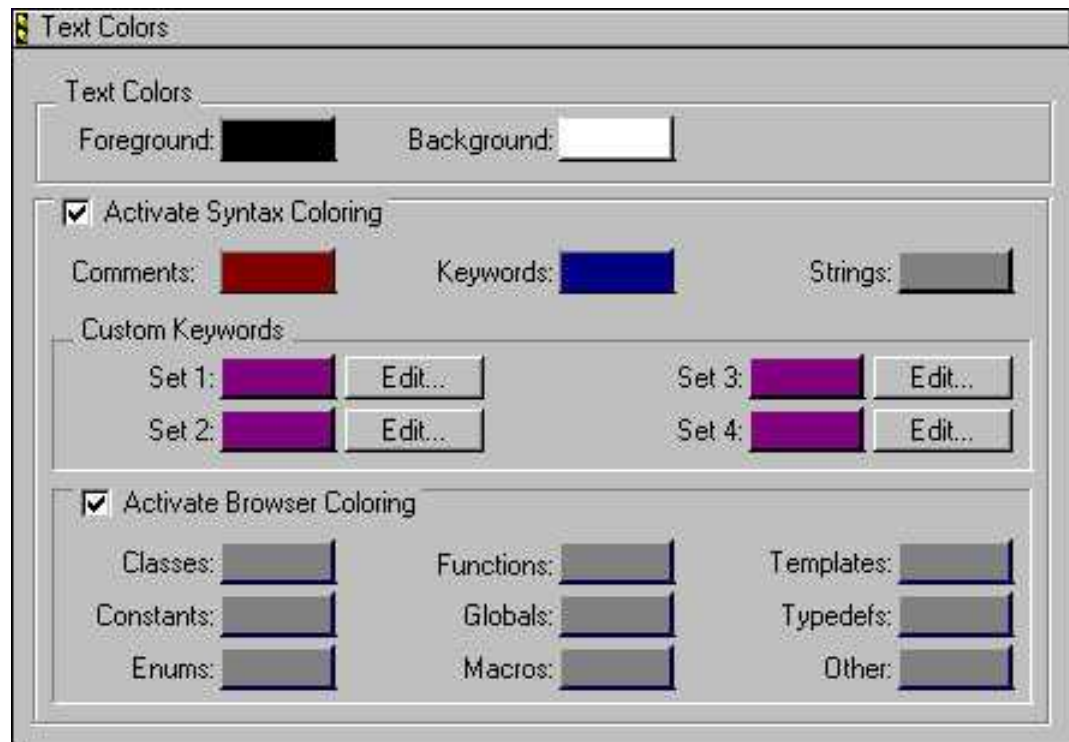 Text Colors
Text Colors
Foreground: Background:
Activate Syntax Coloring
Comments: Keywords: Strings:
Custom Keywords
Set 1: Edit... Set 3: Edit...
Set 2: Edit... Set 4: Edit...
Activate Browser Coloring
Classes: Functions: Templates:
Constants: Globals: Typedefs:
Enums: Macros: Other: